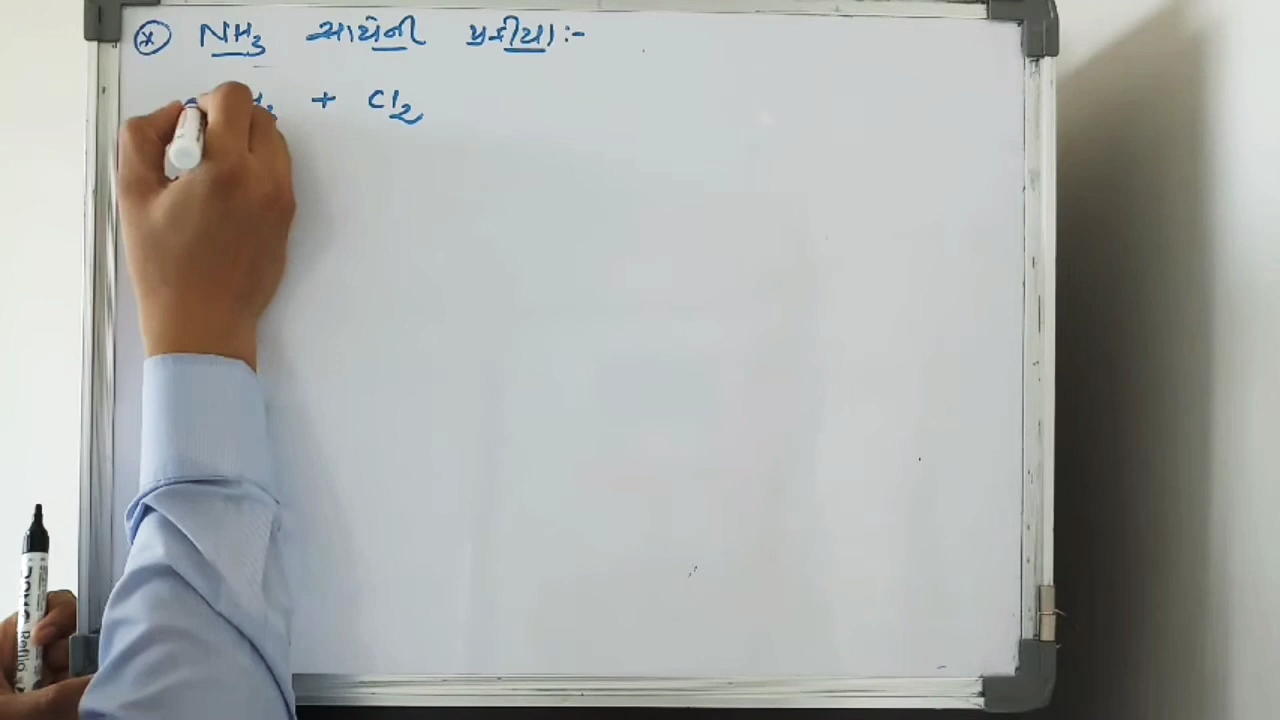 * NH₃ સાથેની પ્રક્રીયા :-
+ Cl₂